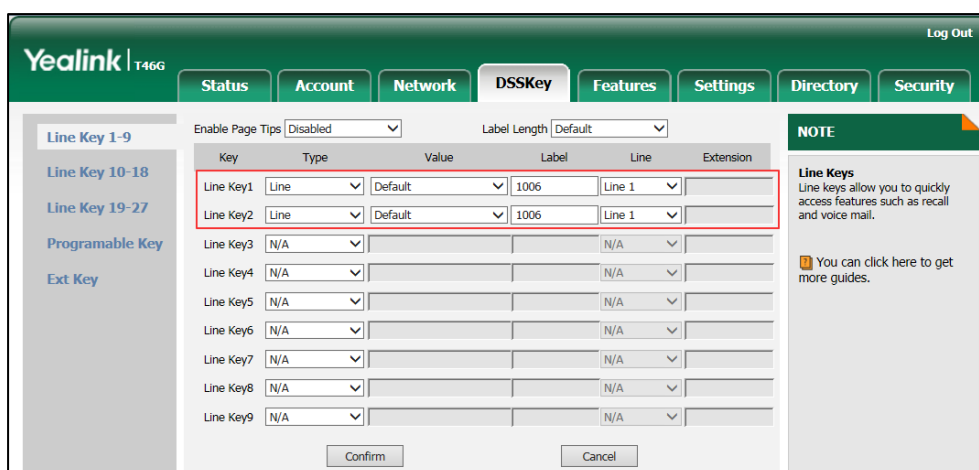 Log Out
Yealink | T46G
Status Account Network DSSKey Features Settings Directory Security
Line Key 1-9
Line Key 10-18
Line Key 19-27
Programable Key
Ext Key
Enable Page Tips Disabled Label Length Default
Key Type Value Label Line Extension
Line Key1 Line Default 1006 Line 1
Line Key2 Line Default 1006 Line 1
Line Key3 N/A N/A
Line Key4 N/A N/A
Line Key5 N/A N/A
Line Key6 N/A N/A
Line Key7 N/A N/A
Line Key8 N/A N/A
Line Key9 N/A N/A
Confirm Cancel
NOTE
Line Keys
Line keys allow you to quickly
access features such as recall
and voice mail.
? You can click here to get
more guides.